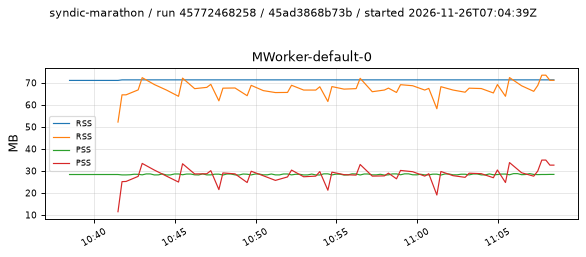 syndic-marathon / run 45772468258 / 45ad3868b73b / started 2026-11-26T07:04:39Z
MWorker-default-0
MB
70
60
50
40
30
20
10
RSS
RSS
PSS
PSS
10:40
10:45
10:50
10:55
11:00
11:05